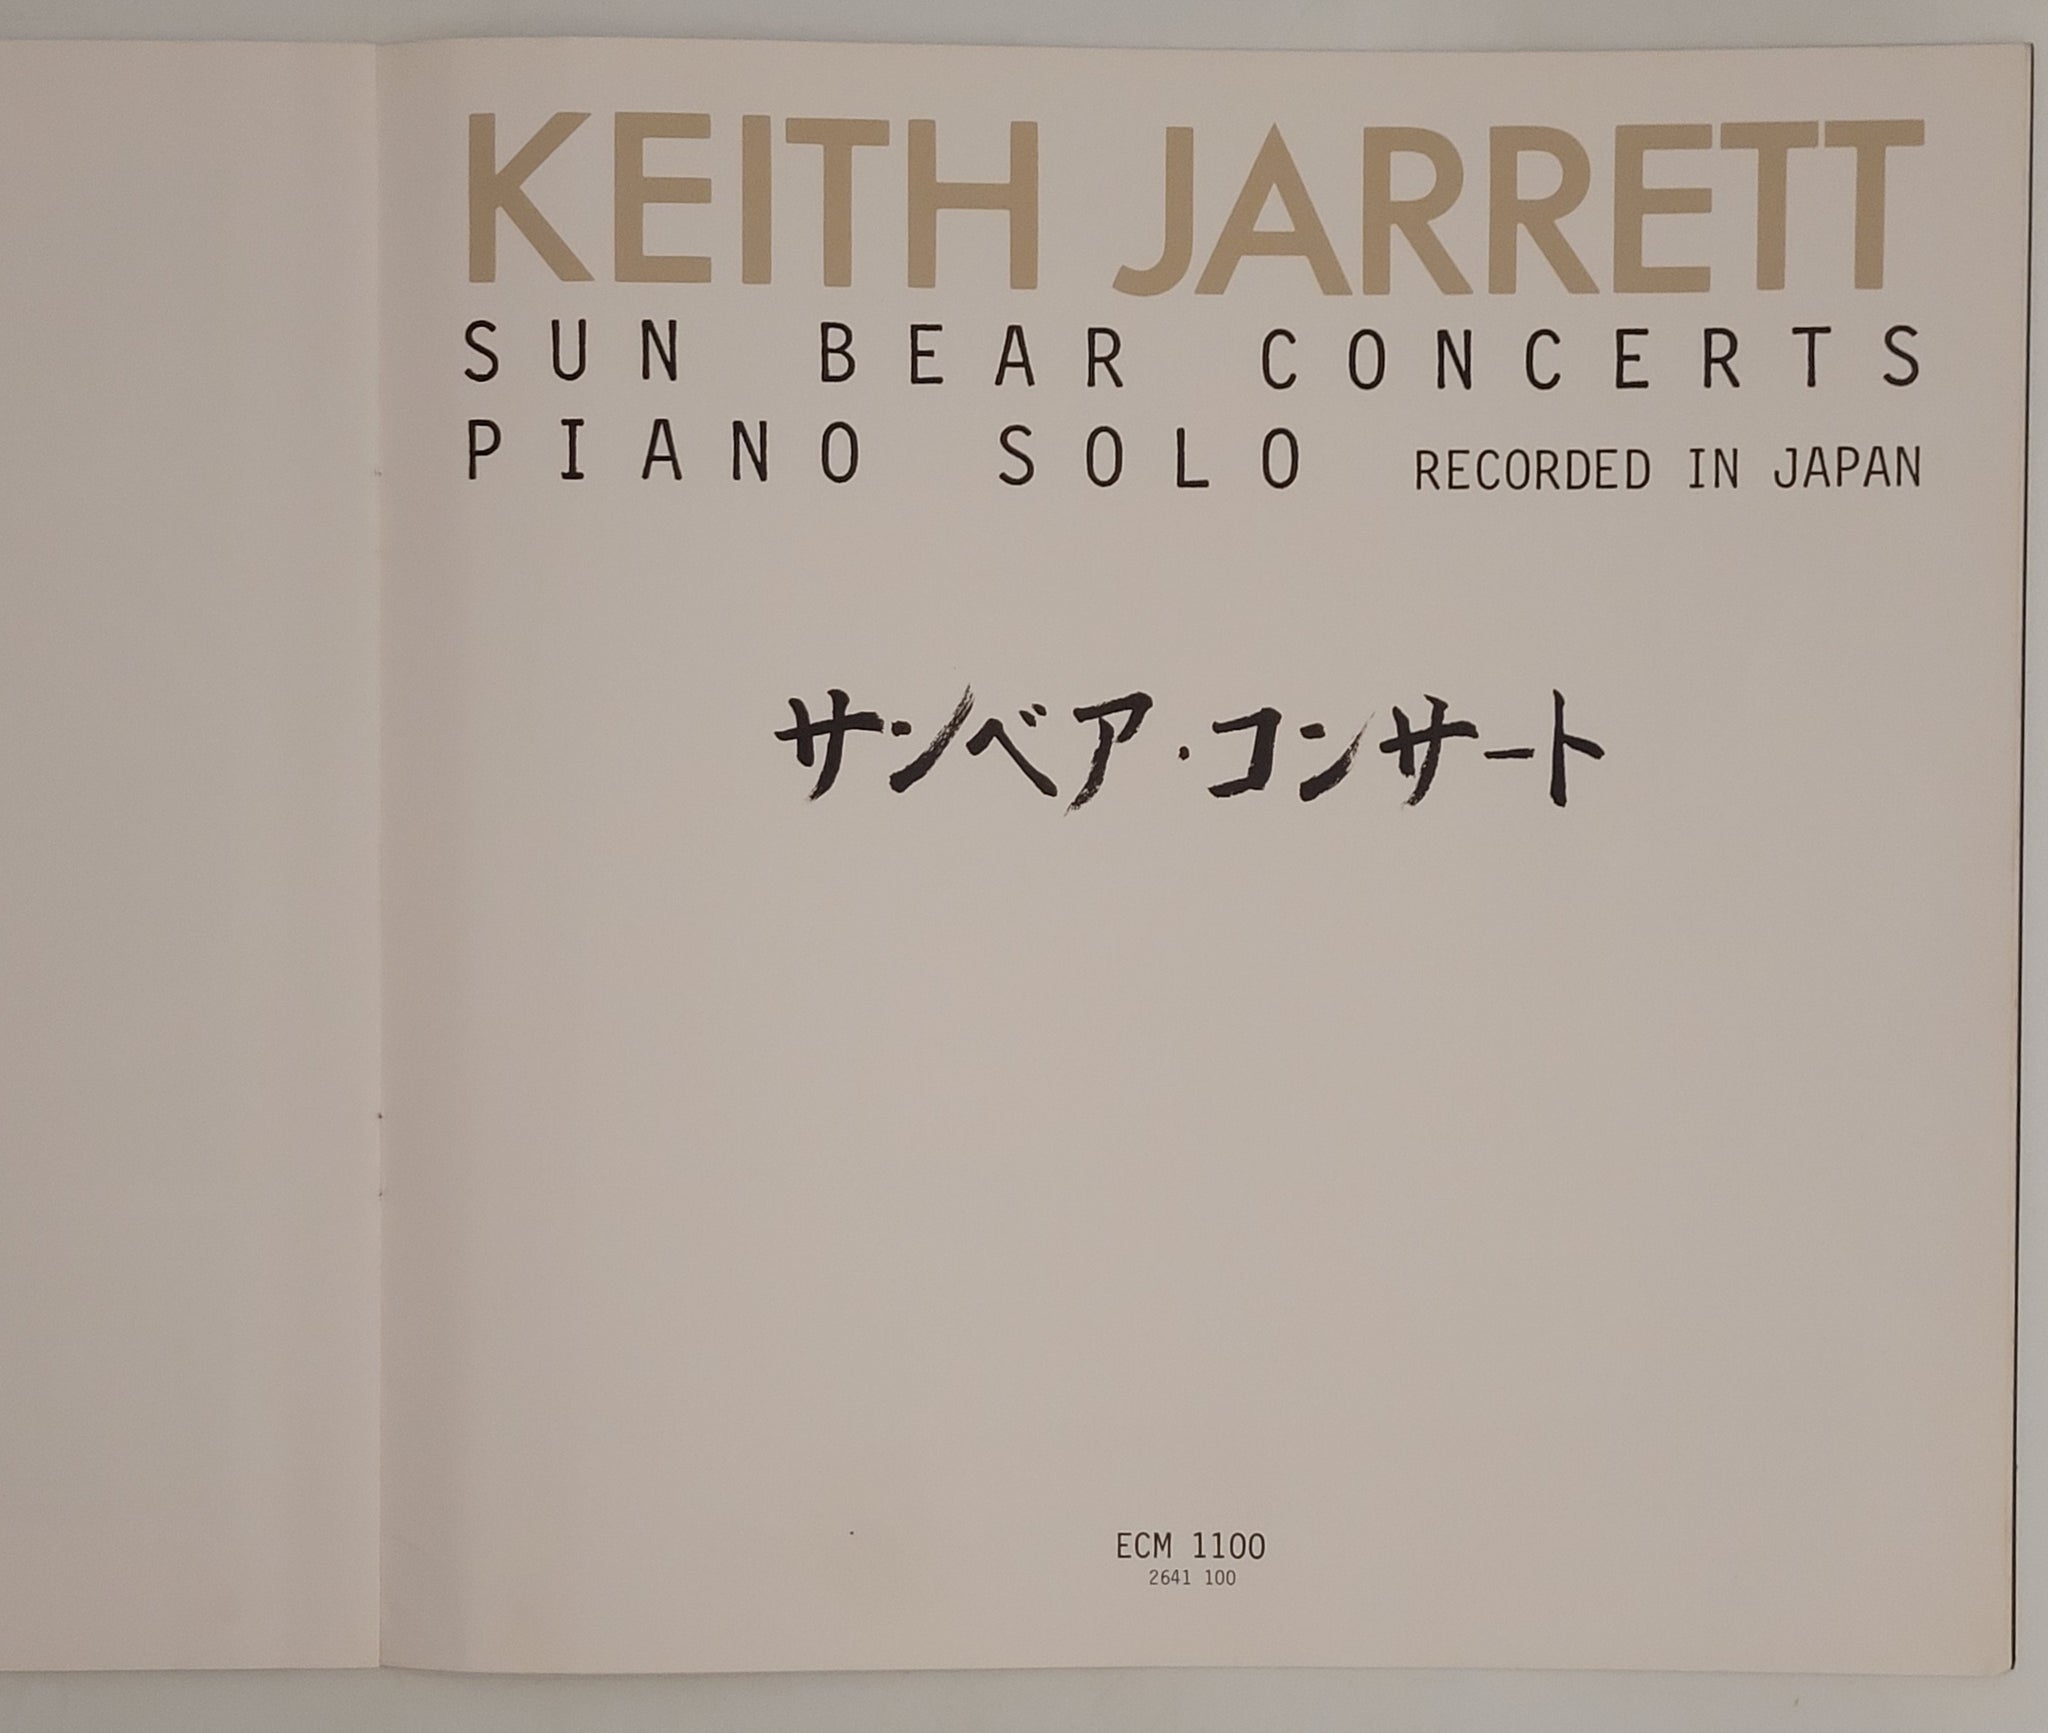 KEITH JARRETT
SUN BEAR CONCERTS
PIANO SOLO RECORDED IN JAPAN
サンベア・コンサート
ECM 1100
2641 100